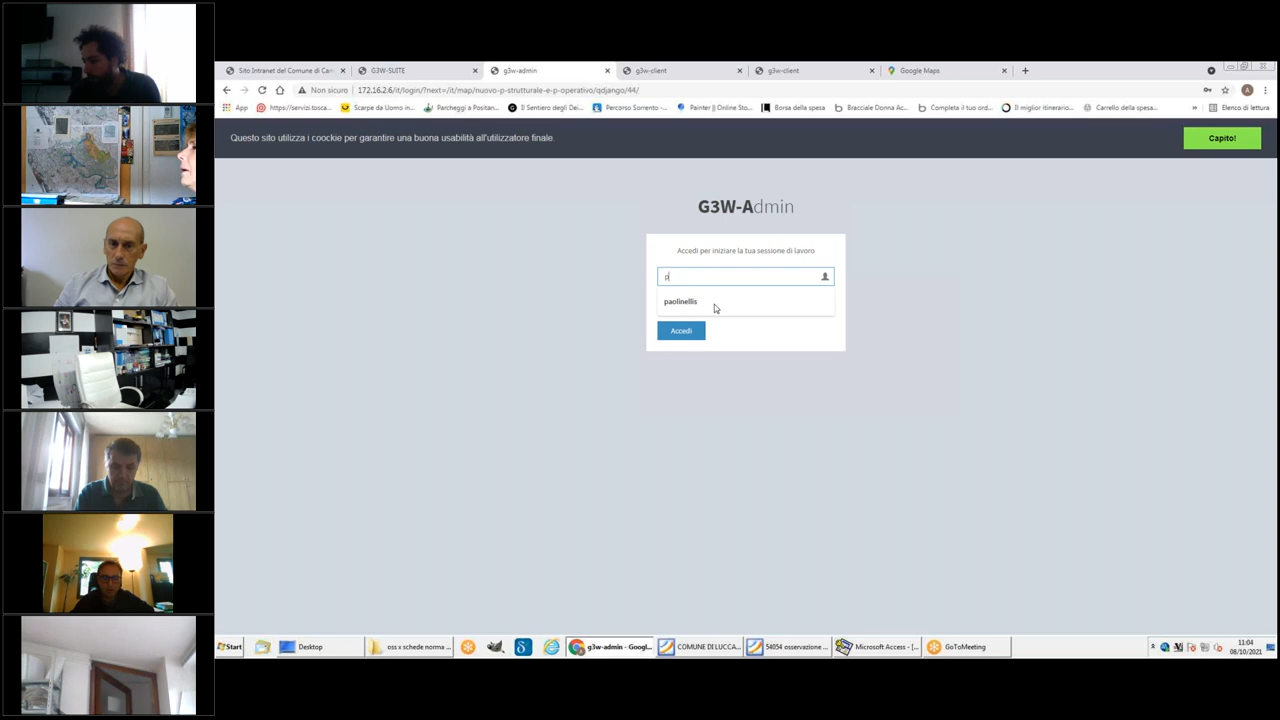 Sito Intranet del Comune di Car
G3W-SUITE
g3w-admin
g3w-client
g3w-client
Google Maps
Non sicuro
172.16.2.6/it/login/?next=/it/map/nuovo-p-strutturale-e-p-operativo/qdjango/44/
App
https://servizi.tosca...
Scarpe da Uomo in...
Parcheggi a Positan...
Il Sentiero degli Dei...
Percorso Sorrento -...
Painter || Online Sto...
Borsa della spesa
Bracciale Donna Ac...
Completa il tuo ord...
Il miglior itinerario...
Carrello della spesa...
»
Elenco di lettura
Questo sito utilizza i coockie per garantire una buona usabilità all'utilizzatore finale.
Capito!
G3W-Admin
Accedi per iniziare la tua sessione di lavoro
p
paolinellis
Accedi
Start
Desktop
oss x schede norma ...
g3w-admin - Googl...
COMUNE DI LUCCA...
54054 osservazione ...
Microsoft Access - [...
GoToMeeting
11:04
08/10/2021